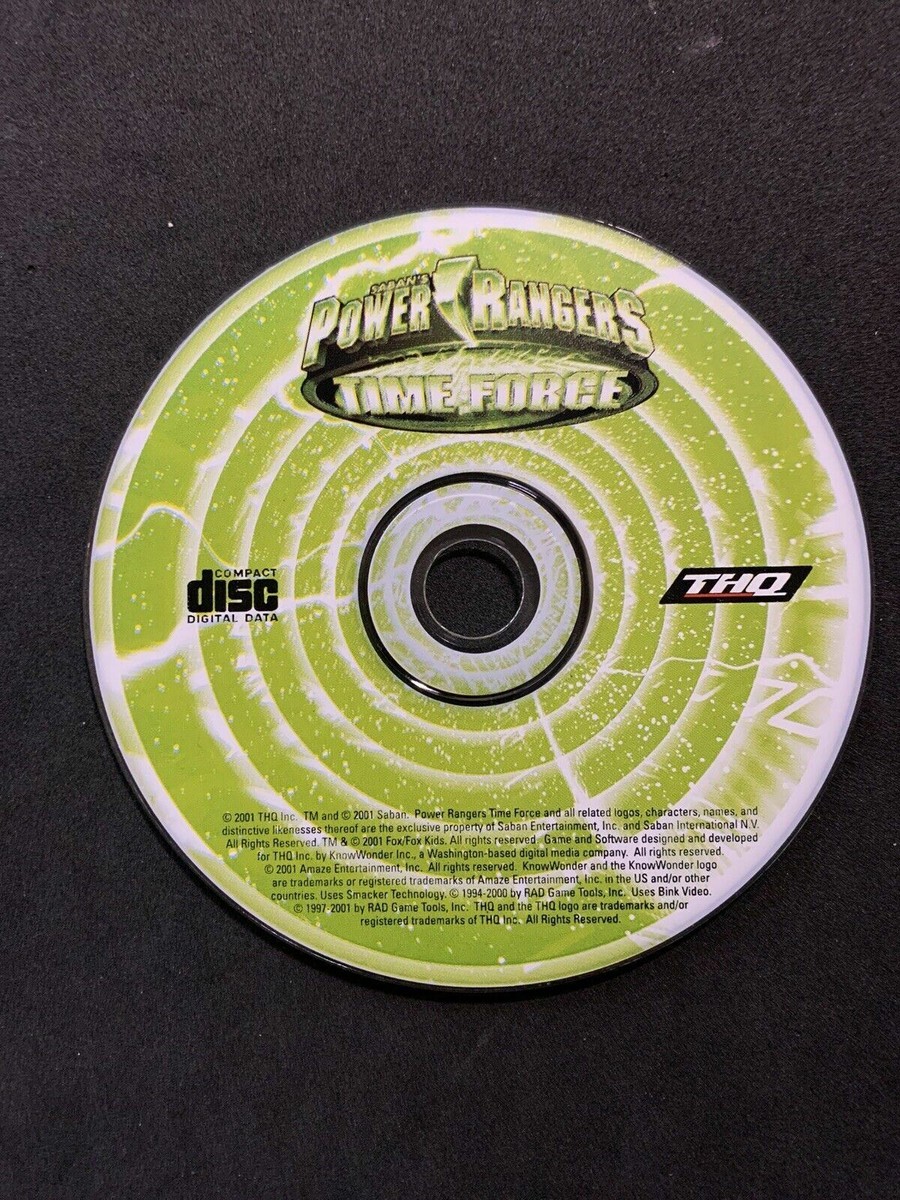 SABAN'S
POWER RANGERS
TIME FORCE
COMPACT
disc
DIGITAL DATA
THQ
© 2001 THQ Inc. TM and © 2001 Saban. Power Rangers Time Force and all related logos, characters, names, and
distinctive likenesses thereof are the exclusive property of Saban Entertainment, Inc. and Saban International N.V.
All Rights Reserved. TM & © 2001 Fox/Fox Kids. All rights reserved. Game and Software designed and developed
for THQ Inc. by KnowWonder Inc., a Washington-based digital media company. All rights reserved.
© 2001 Amaze Entertainment, Inc. All rights reserved. KnowWonder and the KnowWonder logo
are trademarks or registered trademarks of Amaze Entertainment, Inc. in the US and/or other
countries. Uses Smacker Technology. © 1994-2000 by RAD Game Tools, Inc. Uses Bink Video.
© 1997-2001 by RAD Game Tools, Inc. THQ and the THQ logo are trademarks and/or
registered trademarks of THQ Inc. All Rights Reserved.